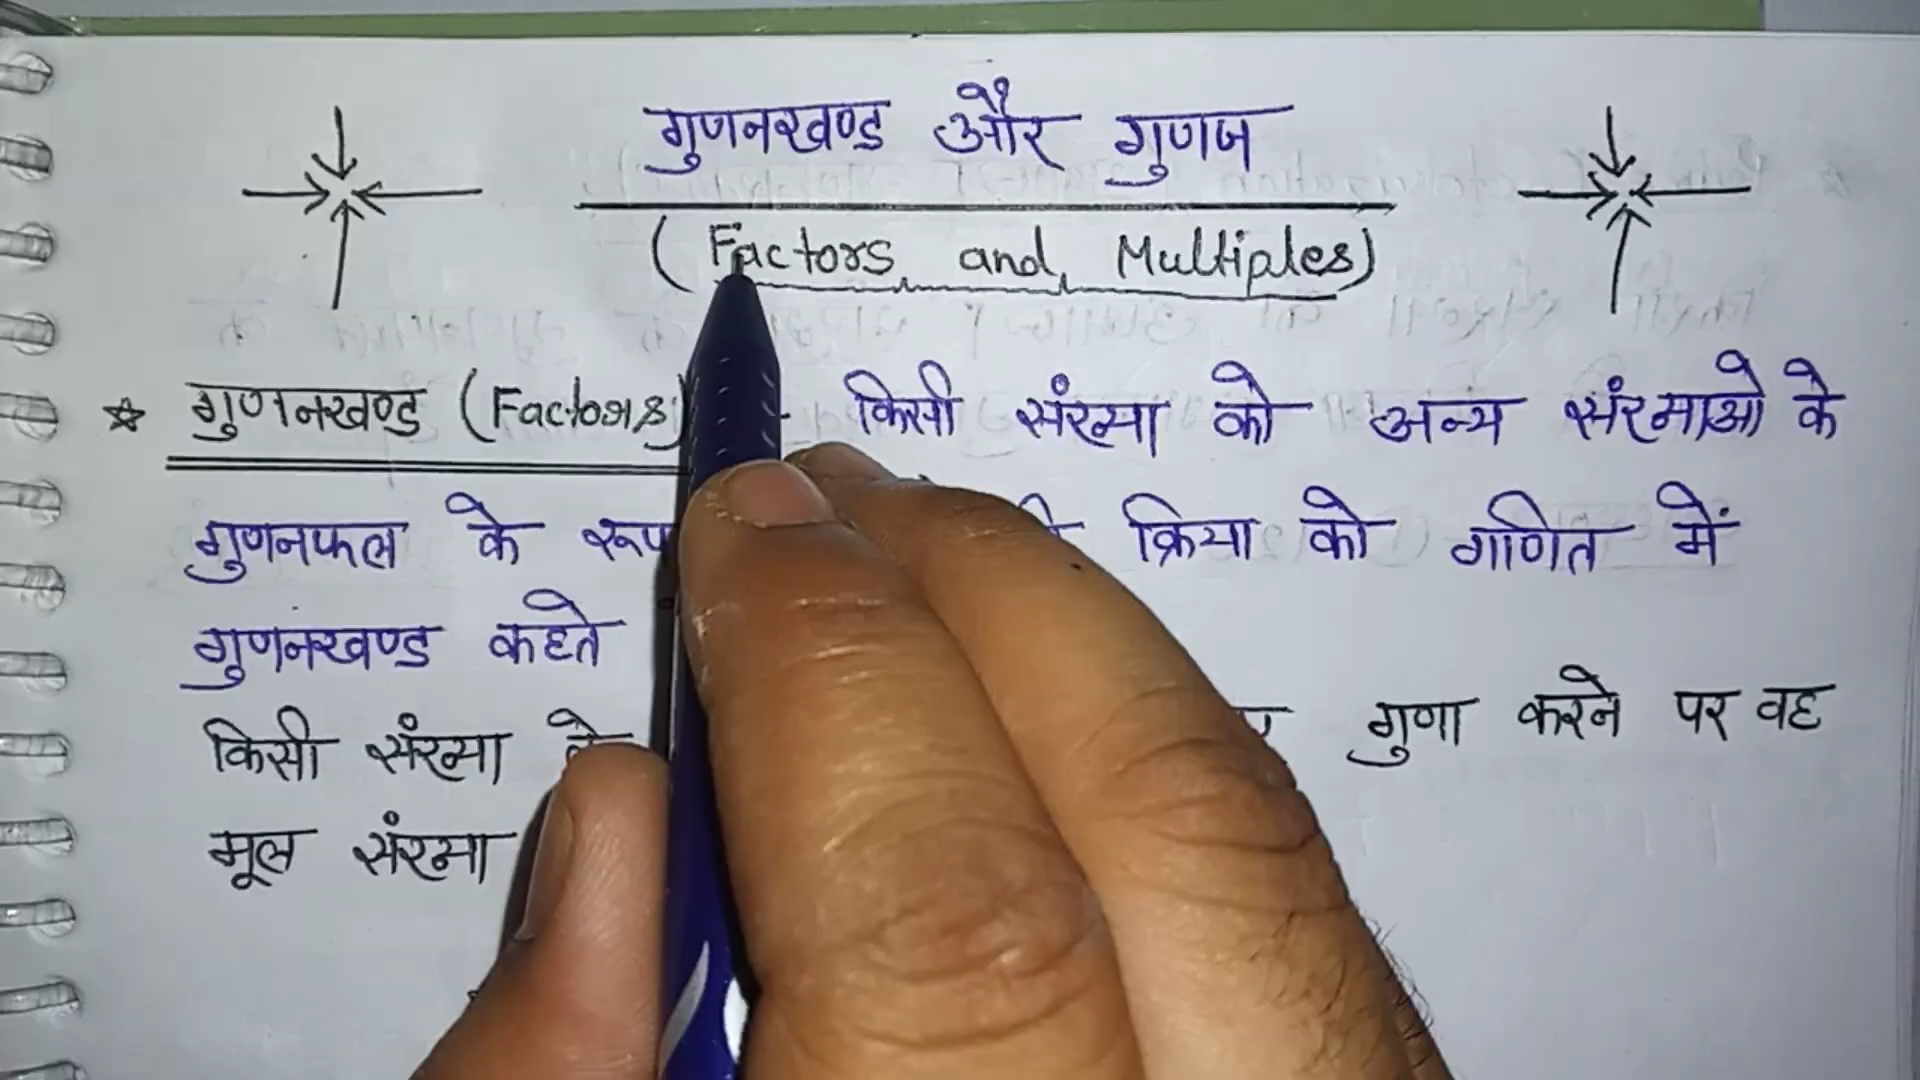 गुणनखण्ड और गुणज
(Factors and Multiples)
☆ गुणनखण्ड (Factors) - किसी संख्या को अन्य संख्याओ के
गुणनफल के रूप क्रिया को गणित में
गुणनखण्ड कहते
किसी संख्या के गुणा करने पर वह
मूल संख्या